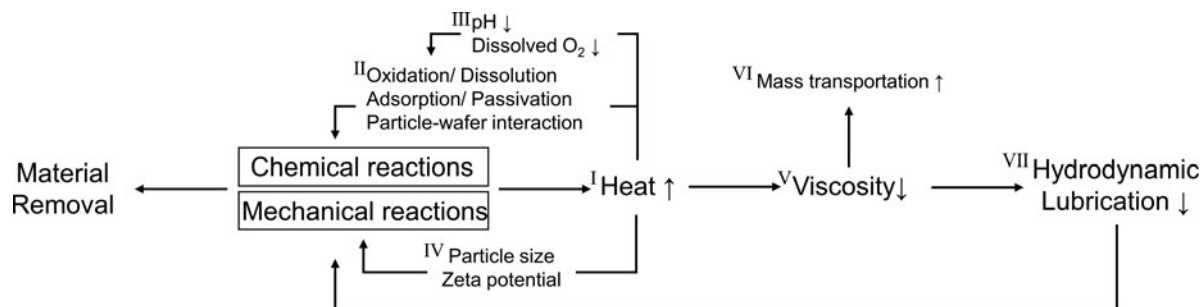 III pH ↓
Dissolved O₂ ↓
II Oxidation/ Dissolution
Adsorption/ Passivation
Particle-wafer interaction
VI Mass transportation ↑
Material
Removal
Chemical reactions
Mechanical reactions
I Heat ↑
V Viscosity↓
VII Hydrodynamic
Lubrication ↓
IV Particle size
Zeta potential